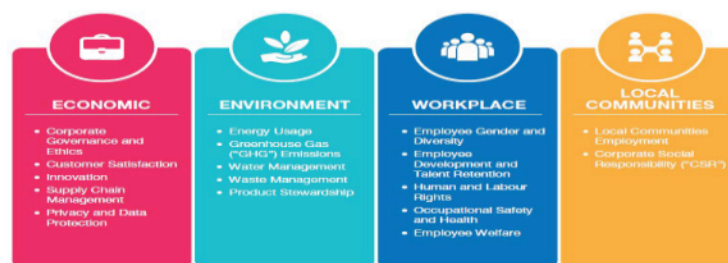 ECONOMIC
• Corporate
Governance and
Ethics
• Customer Satisfaction
• Innovation
• Supply Chain
Management
• Privacy and Data
Protection
ENVIRONMENT
• Energy Usage
• Greenhouse Gas
("GHG") Emissions
• Water Management
• Waste Management
• Product Stewardship
WORKPLACE
• Employee Gender and
Diversity
• Employee
Development and
Talent Retention
• Human and Labour
Rights
• Occupational Safety
and Health
• Employee Welfare
LOCAL
COMMUNITIES
• Local Communities
Employment
• Corporate Social
Responsibility ("CSR")